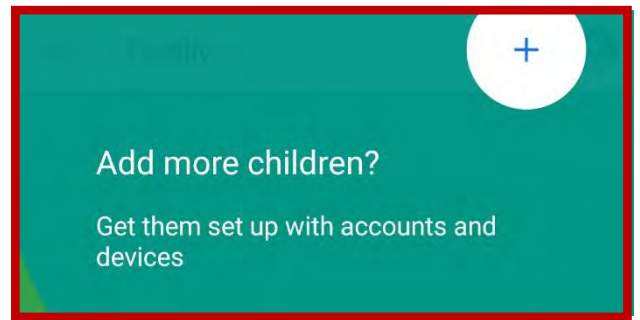 +
Add more children?
Get them set up with accounts and
devices